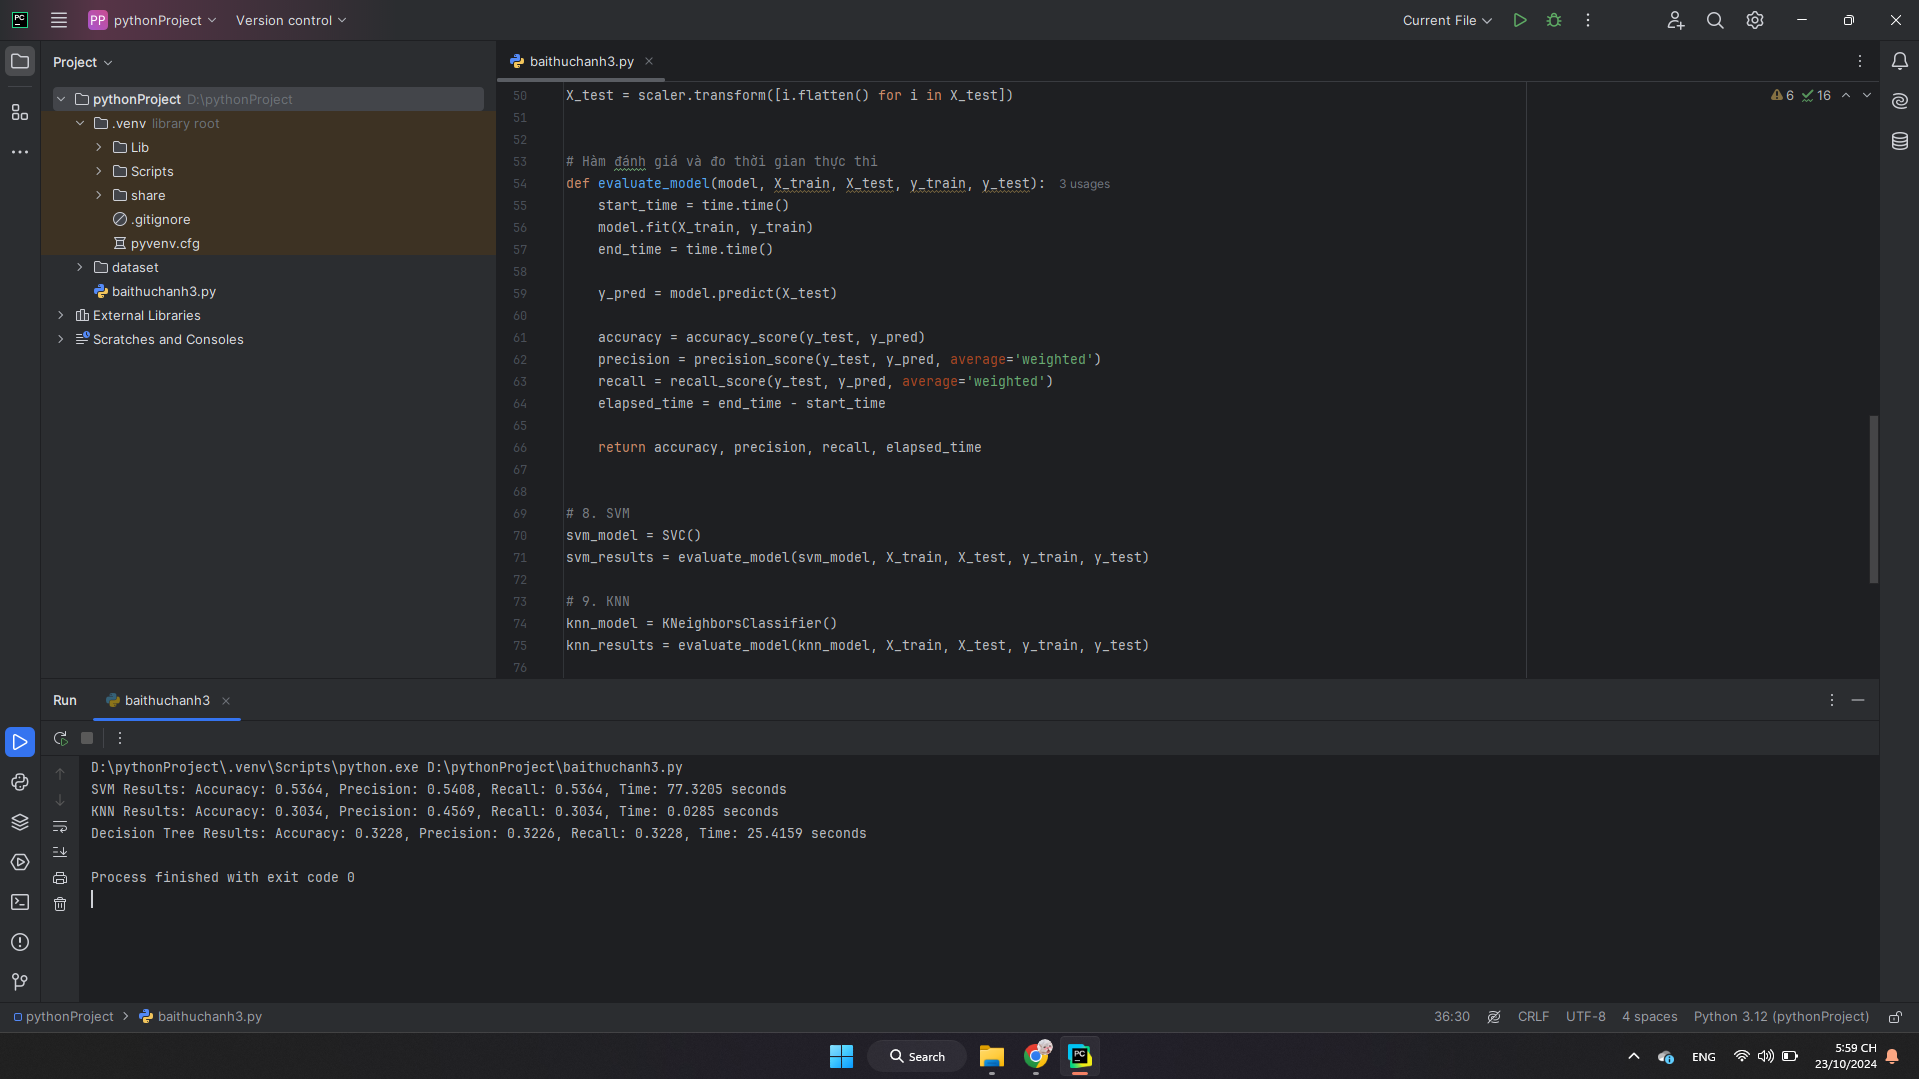 PC
PP pythonProject
Version control
Current File
Project
pythonProject D:\pythonProject
.venv library root
Lib
Scripts
share
.gitignore
pyvenv.cfg
dataset
baithuchanh3.py
External Libraries
Scratches and Consoles
baithuchanh3.py
6 16
50 X_test = scaler.transform([i.flatten() for i in X_test])
51
52
53 # Hàm đánh giá và đo thời gian thực thi
54 def evaluate_model(model, X_train, X_test, y_train, y_test): 3 usages
55 start_time = time.time()
56 model.fit(X_train, y_train)
57 end_time = time.time()
58
59 y_pred = model.predict(X_test)
60
61 accuracy = accuracy_score(y_test, y_pred)
62 precision = precision_score(y_test, y_pred, average='weighted')
63 recall = recall_score(y_test, y_pred, average='weighted')
64 elapsed_time = end_time - start_time
65
66 return accuracy, precision, recall, elapsed_time
67
68
69 # 8. SVM
70 svm_model = SVC()
71 svm_results = evaluate_model(svm_model, X_train, X_test, y_train, y_test)
72
73 # 9. KNN
74 knn_model = KNeighborsClassifier()
75 knn_results = evaluate_model(knn_model, X_train, X_test, y_train, y_test)
76
Run baithuchanh3
D:\pythonProject\.venv\Scripts\python.exe D:\pythonProject\baithuchanh3.py
SVM Results: Accuracy: 0.5364, Precision: 0.5408, Recall: 0.5364, Time: 77.3205 seconds
KNN Results: Accuracy: 0.3034, Precision: 0.4569, Recall: 0.3034, Time: 0.0285 seconds
Decision Tree Results: Accuracy: 0.3228, Precision: 0.3226, Recall: 0.3228, Time: 25.4159 seconds
Process finished with exit code 0
pythonProject > baithuchanh3.py
36:30 CRLF UTF-8 4 spaces Python 3.12 (pythonProject)
Search
PC
ENG
5:59 CH
23/10/2024